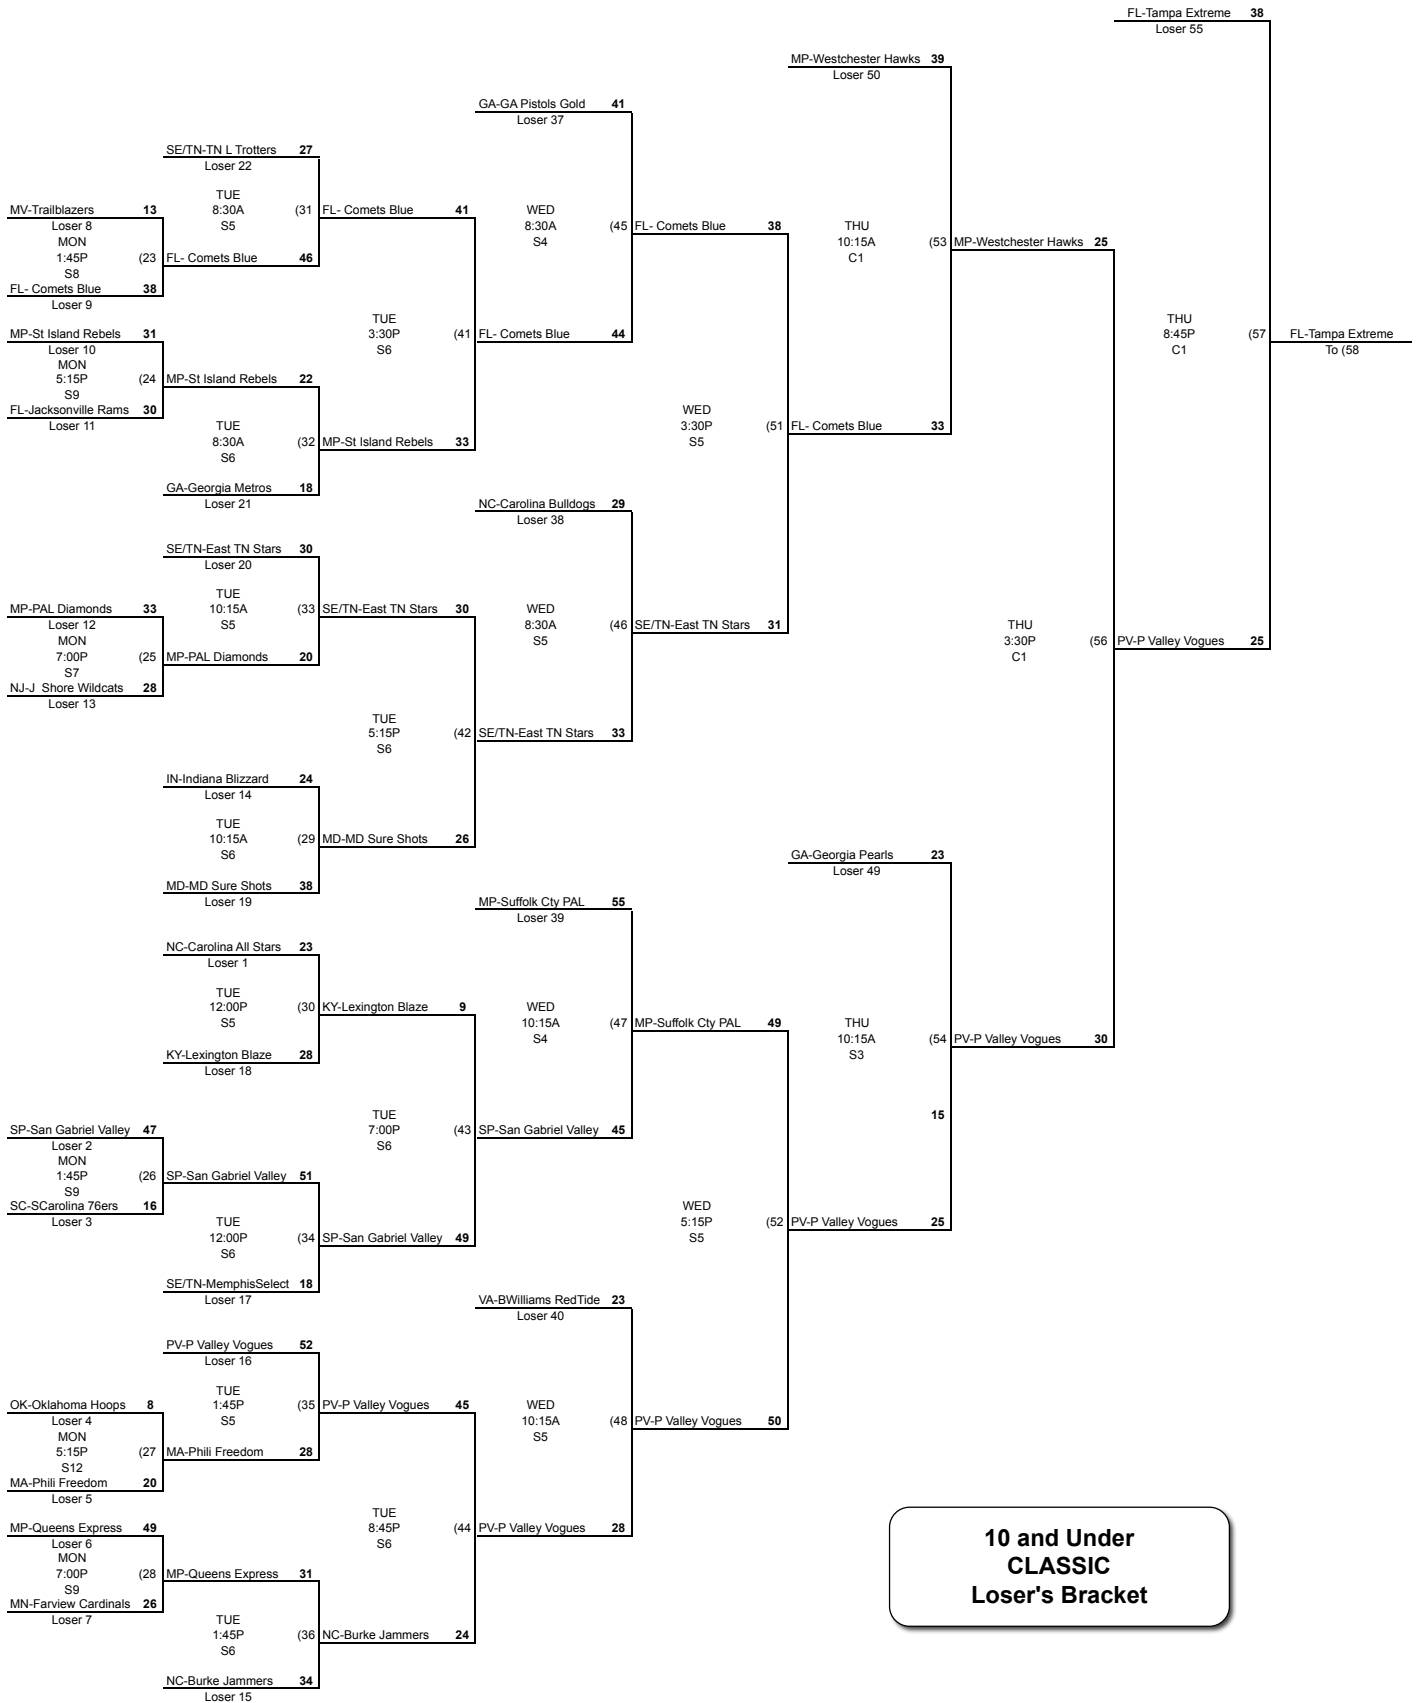 FL-Tampa Extreme 38
Loser 55
MP-Westchester Hawks 39
Loser 50
GA-GA Pistols Gold 41
Loser 37
SE/TN-TN L Trotters 27
Loser 22
MV-Trailblazers 13
Loser 8
MON
1:45P (23
S8
FL- Comets Blue 38
Loser 9
TUE
8:30A (31
S5
FL- Comets Blue 41
FL- Comets Blue 46
WED
8:30A (45
S4
FL- Comets Blue 38
THU
10:15A (53
C1
MP-Westchester Hawks 25
MP-St Island Rebels 31
Loser 10
MON
5:15P (24
S9
FL-Jacksonville Rams 30
Loser 11
MP-St Island Rebels 22
TUE
8:30A (32
S6
GA-Georgia Metros 18
Loser 21
MP-St Island Rebels 33
TUE
3:30P (41
S6
FL- Comets Blue 44
THU
8:45P (57
C1
FL-Tampa Extreme
To (58
WED
3:30P (51
S5
FL- Comets Blue 33
NC-Carolina Bulldogs 29
Loser 38
SE/TN-East TN Stars 30
Loser 20
TUE
10:15A (33
S5
SE/TN-East TN Stars 30
MP-PAL Diamonds 33
Loser 12
MON
7:00P (25
S7
NJ-J Shore Wildcats 28
Loser 13
MP-PAL Diamonds 20
WED
8:30A (46
S5
SE/TN-East TN Stars 31
THU
3:30P (56
C1
PV-P Valley Vogues 25
TUE
5:15P (42
S6
SE/TN-East TN Stars 33
IN-Indiana Blizzard 24
Loser 14
TUE
10:15A (29
S6
MD-MD Sure Shots 26
MD-MD Sure Shots 38
Loser 19
GA-Georgia Pearls 23
Loser 49
MP-Suffolk Cty PAL 55
Loser 39
NC-Carolina All Stars 23
Loser 1
TUE
12:00P (30
S5
KY-Lexington Blaze 9
KY-Lexington Blaze 28
Loser 18
WED
10:15A (47
S4
MP-Suffolk Cty PAL 49
THU
10:15A (54
S3
PV-P Valley Vogues 30
15
TUE
7:00P (43
S6
SP-San Gabriel Valley 45
SP-San Gabriel Valley 47
Loser 2
MON
1:45P (26
S9
SC-SCarolina 76ers 16
Loser 3
SP-San Gabriel Valley 51
TUE
12:00P (34
S6
SP-San Gabriel Valley 49
SE/TN-MemphisSelect 18
Loser 17
WED
5:15P (52
S5
PV-P Valley Vogues 25
VA-BWilliams RedTide 23
Loser 40
PV-P Valley Vogues 52
Loser 16
TUE
1:45P (35
S5
PV-P Valley Vogues 45
OK-Oklahoma Hoops 8
Loser 4
MON
5:15P (27
S12
MA-Phili Freedom 20
Loser 5
MA-Phili Freedom 28
WED
10:15A (48
S5
PV-P Valley Vogues 50
TUE
8:45P (44
S6
PV-P Valley Vogues 28
MP-Queens Express 49
Loser 6
MON
7:00P (28
S9
MN-Farview Cardinals 26
Loser 7
MP-Queens Express 31
TUE
1:45P (36
S6
NC-Burke Jammers 24
NC-Burke Jammers 34
Loser 15
10 and Under
CLASSIC
Loser's Bracket